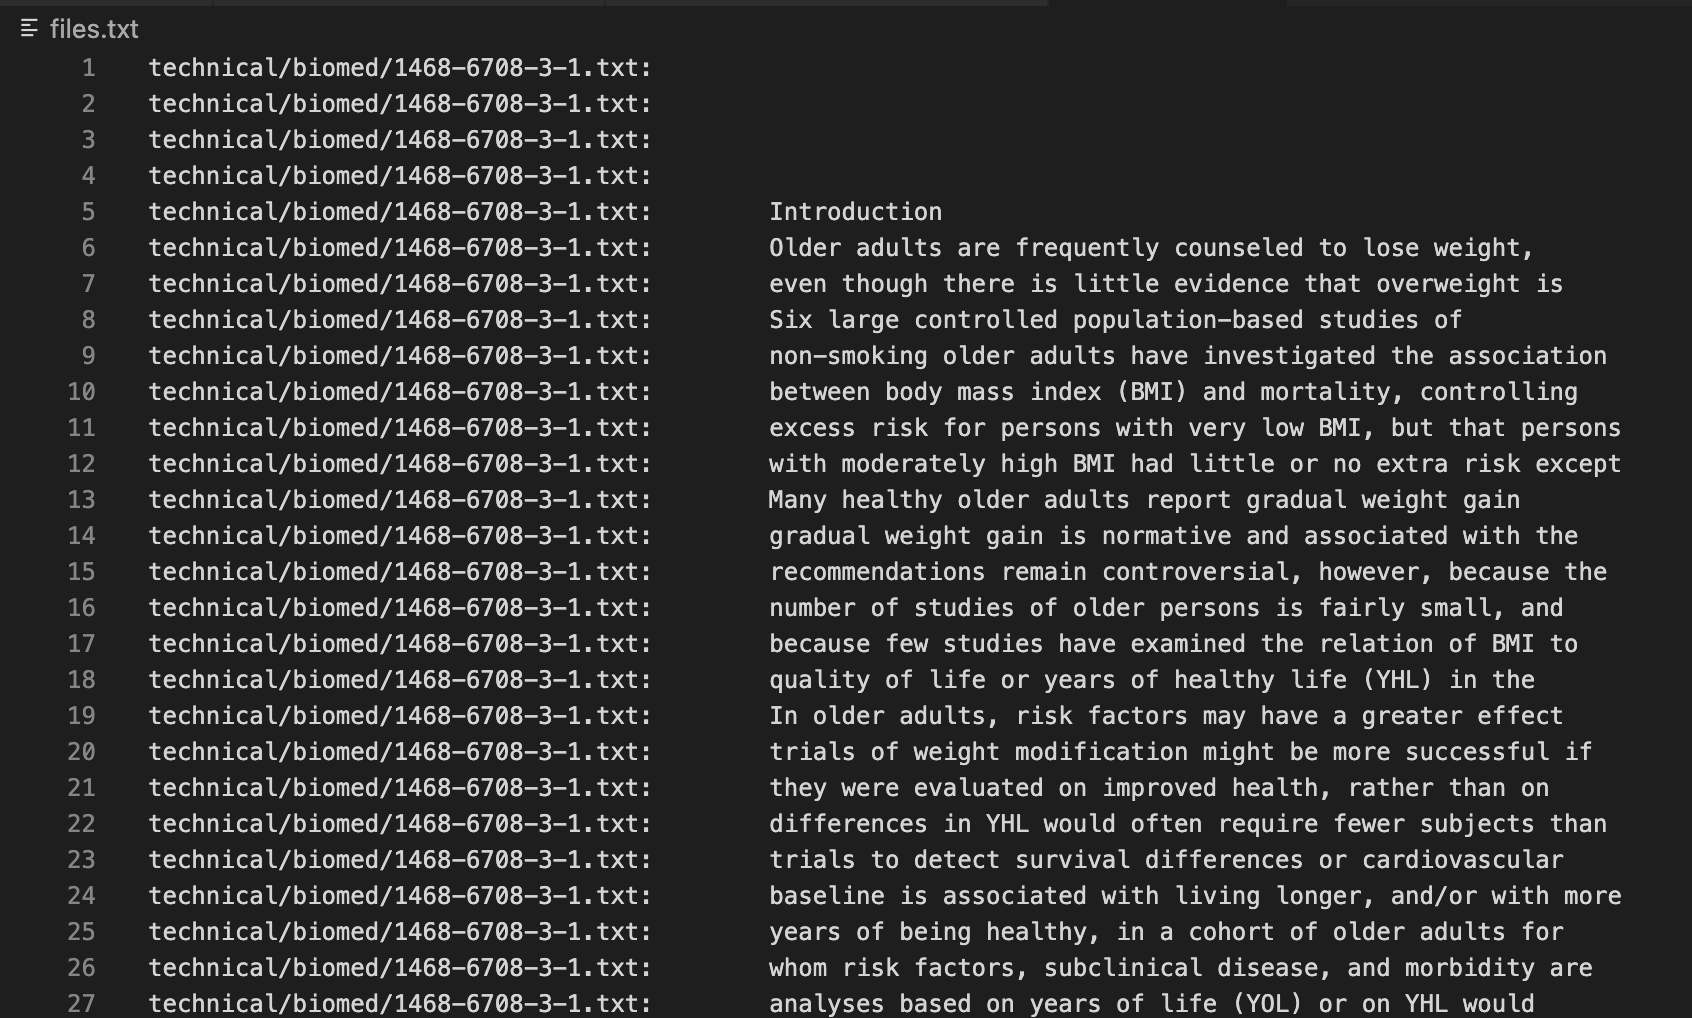 files.txt
1 technical/biomed/1468-6708-3-1.txt:
2 technical/biomed/1468-6708-3-1.txt:
3 technical/biomed/1468-6708-3-1.txt:
4 technical/biomed/1468-6708-3-1.txt:
5 technical/biomed/1468-6708-3-1.txt: Introduction
6 technical/biomed/1468-6708-3-1.txt: Older adults are frequently counseled to lose weight,
7 technical/biomed/1468-6708-3-1.txt: even though there is little evidence that overweight is
8 technical/biomed/1468-6708-3-1.txt: Six large controlled population-based studies of
9 technical/biomed/1468-6708-3-1.txt: non-smoking older adults have investigated the association
10 technical/biomed/1468-6708-3-1.txt: between body mass index (BMI) and mortality, controlling
11 technical/biomed/1468-6708-3-1.txt: excess risk for persons with very low BMI, but that persons
12 technical/biomed/1468-6708-3-1.txt: with moderately high BMI had little or no extra risk except
13 technical/biomed/1468-6708-3-1.txt: Many healthy older adults report gradual weight gain
14 technical/biomed/1468-6708-3-1.txt: gradual weight gain is normative and associated with the
15 technical/biomed/1468-6708-3-1.txt: recommendations remain controversial, however, because the
16 technical/biomed/1468-6708-3-1.txt: number of studies of older persons is fairly small, and
17 technical/biomed/1468-6708-3-1.txt: because few studies have examined the relation of BMI to
18 technical/biomed/1468-6708-3-1.txt: quality of life or years of healthy life (YHL) in the
19 technical/biomed/1468-6708-3-1.txt: In older adults, risk factors may have a greater effect
20 technical/biomed/1468-6708-3-1.txt: trials of weight modification might be more successful if
21 technical/biomed/1468-6708-3-1.txt: they were evaluated on improved health, rather than on
22 technical/biomed/1468-6708-3-1.txt: differences in YHL would often require fewer subjects than
23 technical/biomed/1468-6708-3-1.txt: trials to detect survival differences or cardiovascular
24 technical/biomed/1468-6708-3-1.txt: baseline is associated with living longer, and/or with more
25 technical/biomed/1468-6708-3-1.txt: years of being healthy, in a cohort of older adults for
26 technical/biomed/1468-6708-3-1.txt: whom risk factors, subclinical disease, and morbidity are
27 technical/biomed/1468-6708-3-1.txt: analyses based on years of life (YOL) or on YHL would